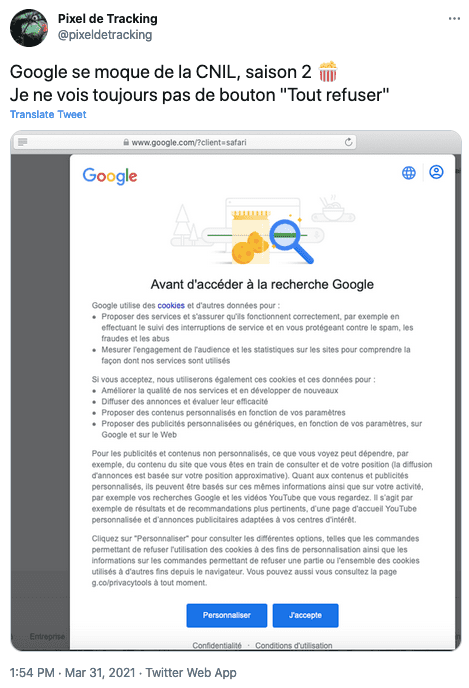 Pixel de Tracking
@pixeldetracking
Google se moque de la CNIL, saison 2 🍿
Je ne vois toujours pas de bouton "Tout refuser"
Translate Tweet
www.google.com/?client=safari
Google
Avant d'accéder à la recherche Google
Google utilise des cookies et d'autres données pour :
• Proposer des services et s'assurer qu'ils fonctionnent correctement, par exemple en
effectuant le suivi des interruptions de service et en vous protégeant contre le spam, les
fraudes et les abus
• Mesurer l'engagement de l'audience et les statistiques sur les sites pour comprendre la
façon dont nos services sont utilisés
Si vous acceptez, nous utiliserons également ces cookies et ces données pour :
• Améliorer la qualité de nos services et en développer de nouveaux
• Diffuser des annonces et évaluer leur efficacité
• Proposer des contenus personnalisés en fonction de vos paramètres
• Proposer des publicités personnalisées ou génériques, en fonction de vos paramètres, sur
Google et sur le Web
Pour les publicités et contenus non personnalisés, ce que vous voyez peut dépendre, par
exemple, du contenu du site que vous êtes en train de consulter et de votre position (la diffusion
d'annonces est basée sur votre position approximative). Quant aux contenus et publicités
personnalisés, ils peuvent être basés sur ces mêmes informations ainsi que sur votre activité,
par exemple vos recherches Google et les vidéos YouTube que vous regardez. Il s'agit par
exemple de résultats et de recommandations plus pertinents, d'une page d'accueil YouTube
personnalisée et d'annonces publicitaires adaptées à vos centres d'intérêt.
Cliquez sur "Personnaliser" pour consulter les différentes options, telles que les commandes
permettant de refuser l'utilisation des cookies à des fins de personnalisation ainsi que les
informations sur les commandes permettant de refuser une partie ou l'ensemble des cookies
utilisés à d'autres fins depuis le navigateur. Vous pouvez aussi vous consultez la page
g.co/privacytools à tout moment.
Personnaliser
J'accepte
Entreprise
Confidentialité · Conditions d'utilisation
1:54 PM · Mar 31, 2021 · Twitter Web App